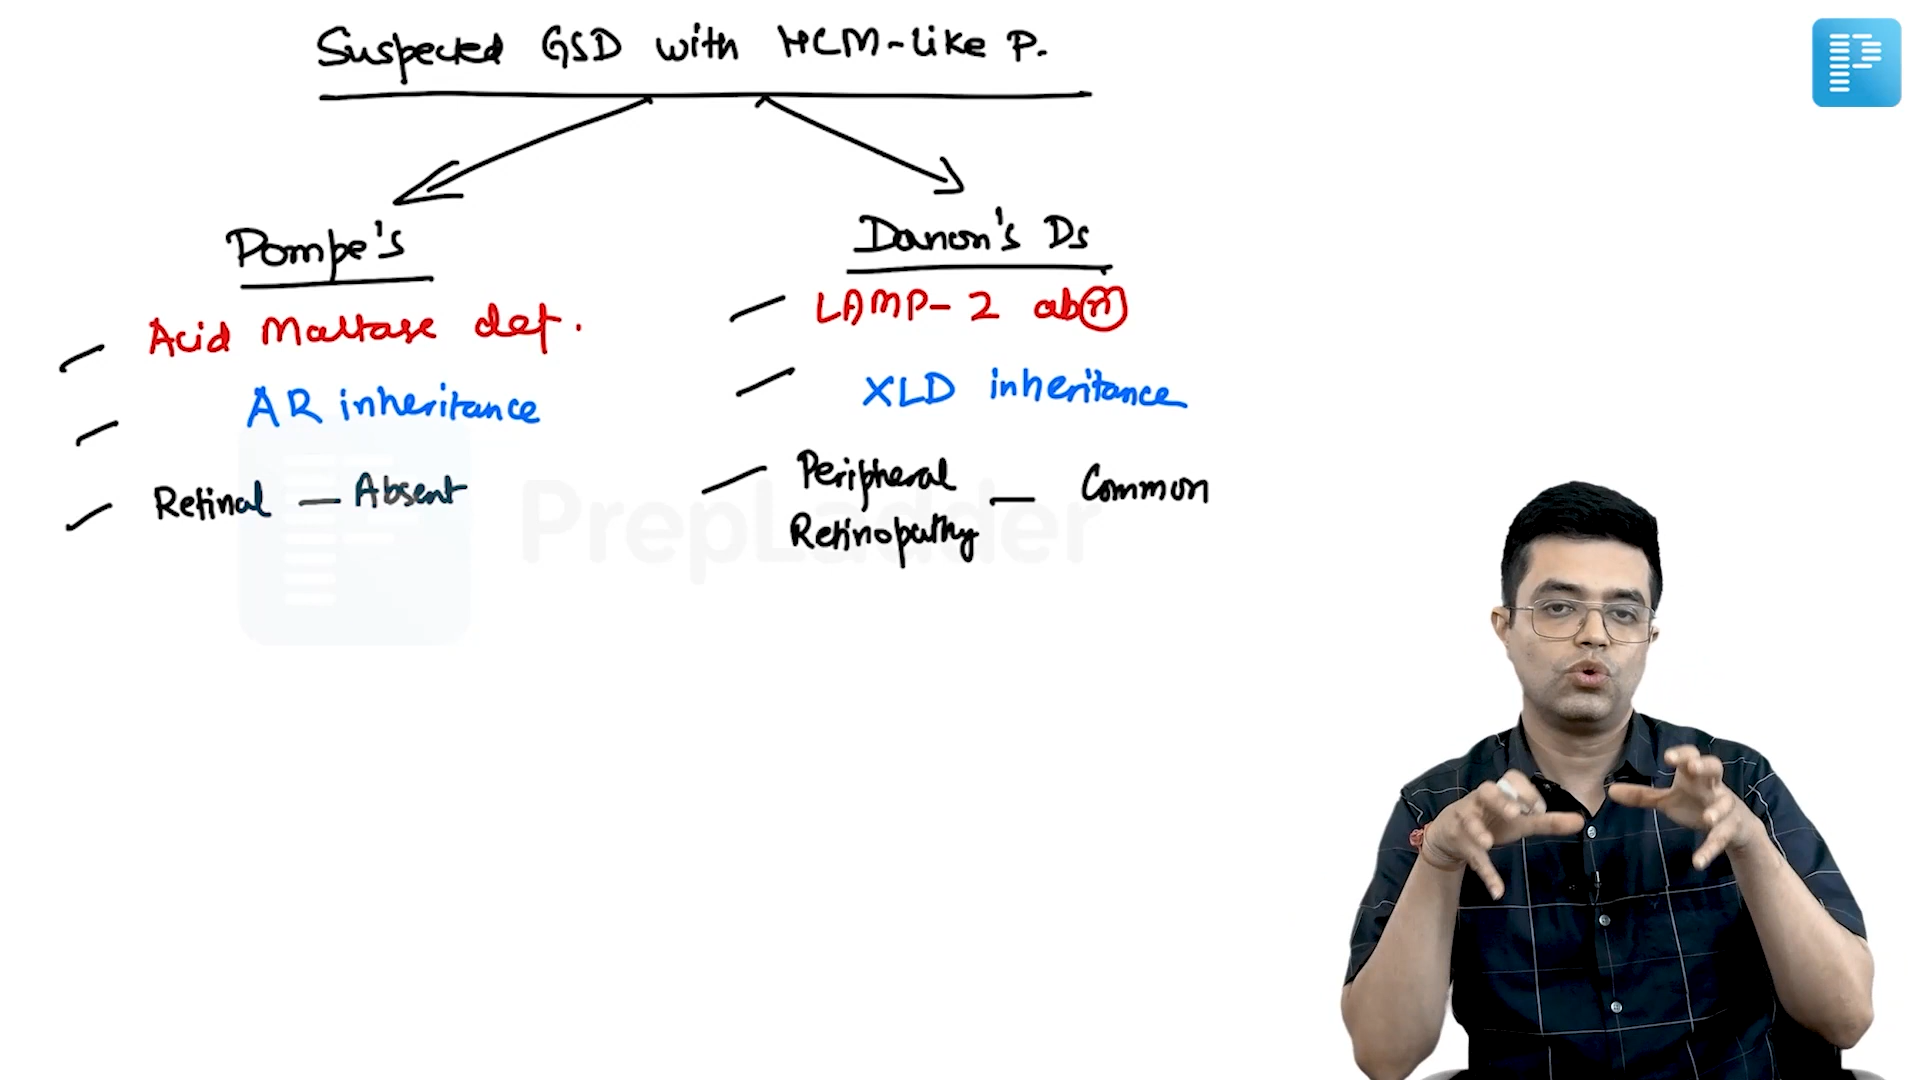 Suspected GSD with HCM-like P.
Pompe's
Acid Maltase def.
AR inheritance
Retinal — Absent
Danon's Ds
LAMP-2 abn
XLD inheritance
Peripheral Retinopathy — Common
PrepLadder